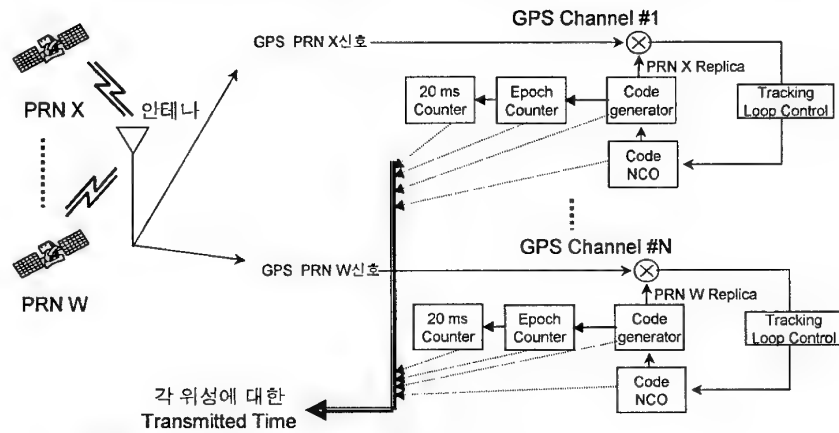 GPS Channel #1
GPS PRN X신호
PRN X
안테나
PRN X Replica
20 ms
Counter
Epoch
Counter
Code
generator
Tracking
Loop Control
Code
NCO
GPS Channel #N
GPS PRN W신호
PRN W
PRN W Replica
20 ms
Counter
Epoch
Counter
Code
generator
Tracking
Loop Control
Code
NCO
각 위성에 대한
Transmitted Time